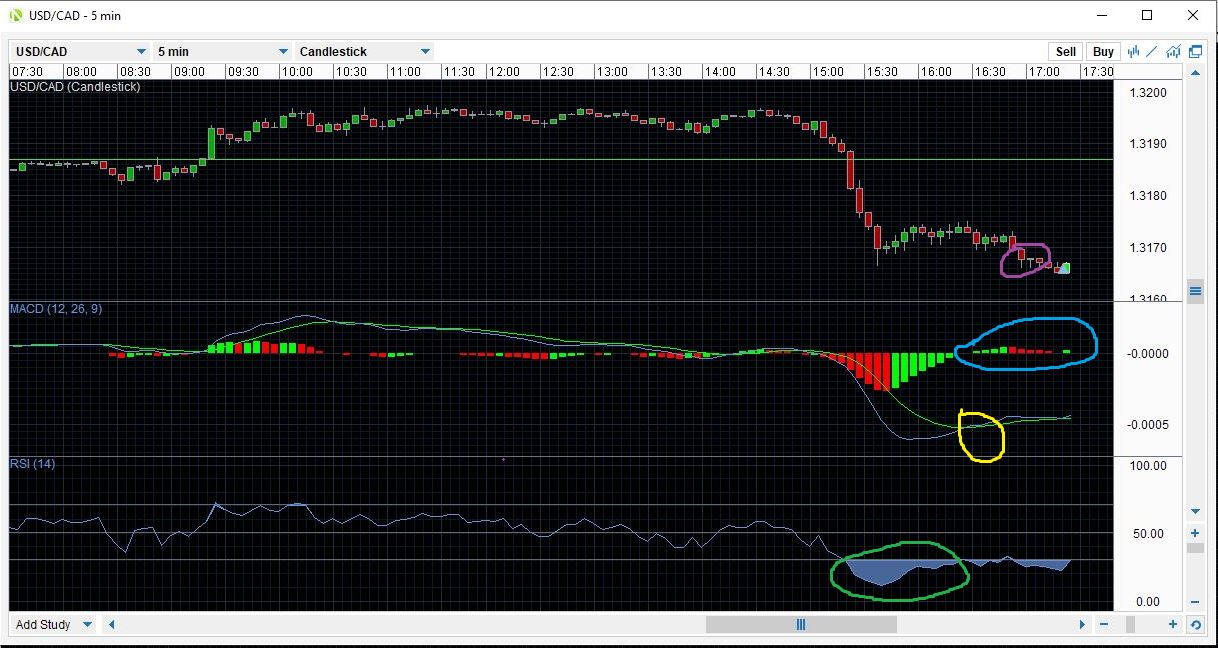 USD/CAD - 5 min
USD/CAD 5 min Candlestick Sell Buy
07:30 08:00 08:30 09:00 09:30 10:00 10:30 11:00 11:30 12:00 12:30 13:00 13:30 14:00 14:30 15:00 15:30 16:00 16:30 17:00 17:30
USD/CAD (Candlestick)
1.3200
1.3190
1.3180
1.3170
1.3160
MACD (12, 26, 9)
-0.0000
-0.0005
RSI (14)
100.00
50.00
0.00
Add Study